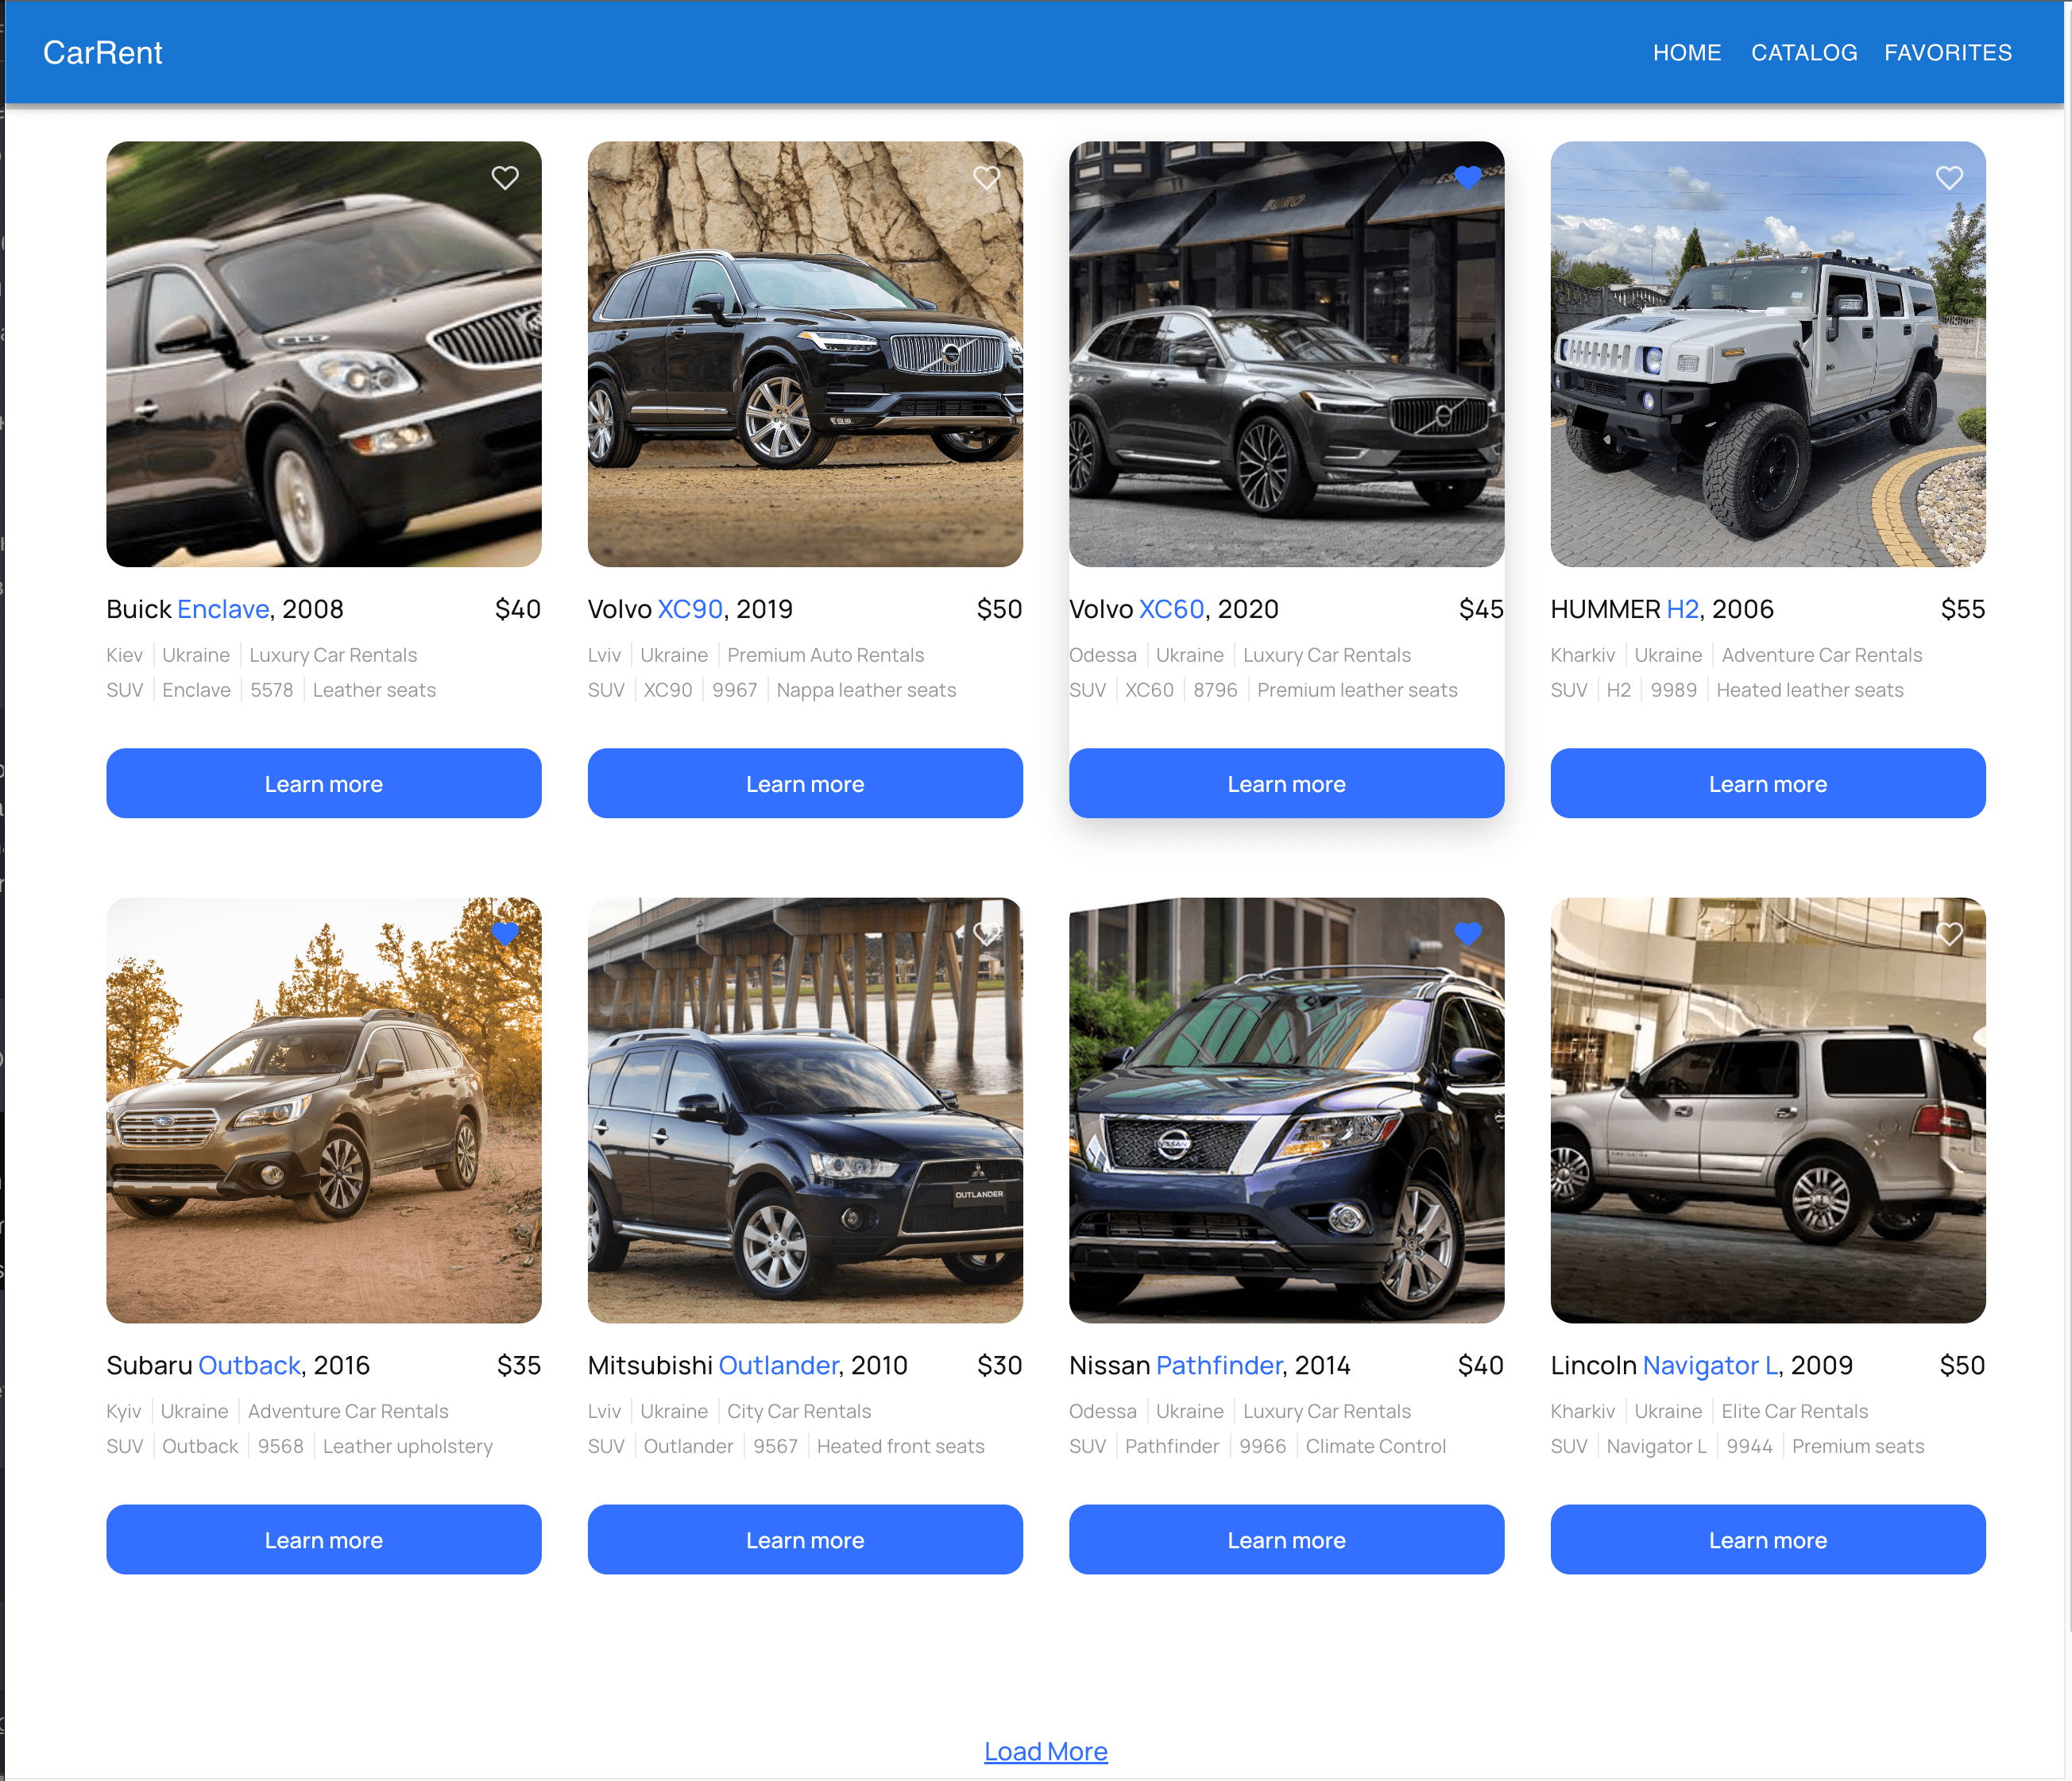 CarRent
HOME CATALOG FAVORITES
Buick Enclave, 2008 $40
Kiev Ukraine Luxury Car Rentals
SUV Enclave 5578 Leather seats
Learn more
Volvo XC90, 2019 $50
Lviv Ukraine Premium Auto Rentals
SUV XC90 9967 Nappa leather seats
Learn more
Volvo XC60, 2020 $45
Odessa Ukraine Luxury Car Rentals
SUV XC60 8796 Premium leather seats
Learn more
HUMMER H2, 2006 $55
Kharkiv Ukraine Adventure Car Rentals
SUV H2 9989 Heated leather seats
Learn more
Subaru Outback, 2016 $35
Kyiv Ukraine Adventure Car Rentals
SUV Outback 9568 Leather upholstery
Learn more
OUTLANDER
Mitsubishi Outlander, 2010 $30
Lviv Ukraine City Car Rentals
SUV Outlander 9567 Heated front seats
Learn more
NISSAN
Nissan Pathfinder, 2014 $40
Odessa Ukraine Luxury Car Rentals
SUV Pathfinder 9966 Climate Control
Learn more
Lincoln Navigator L, 2009 $50
Kharkiv Ukraine Elite Car Rentals
SUV Navigator L 9944 Premium seats
Learn more
Load More